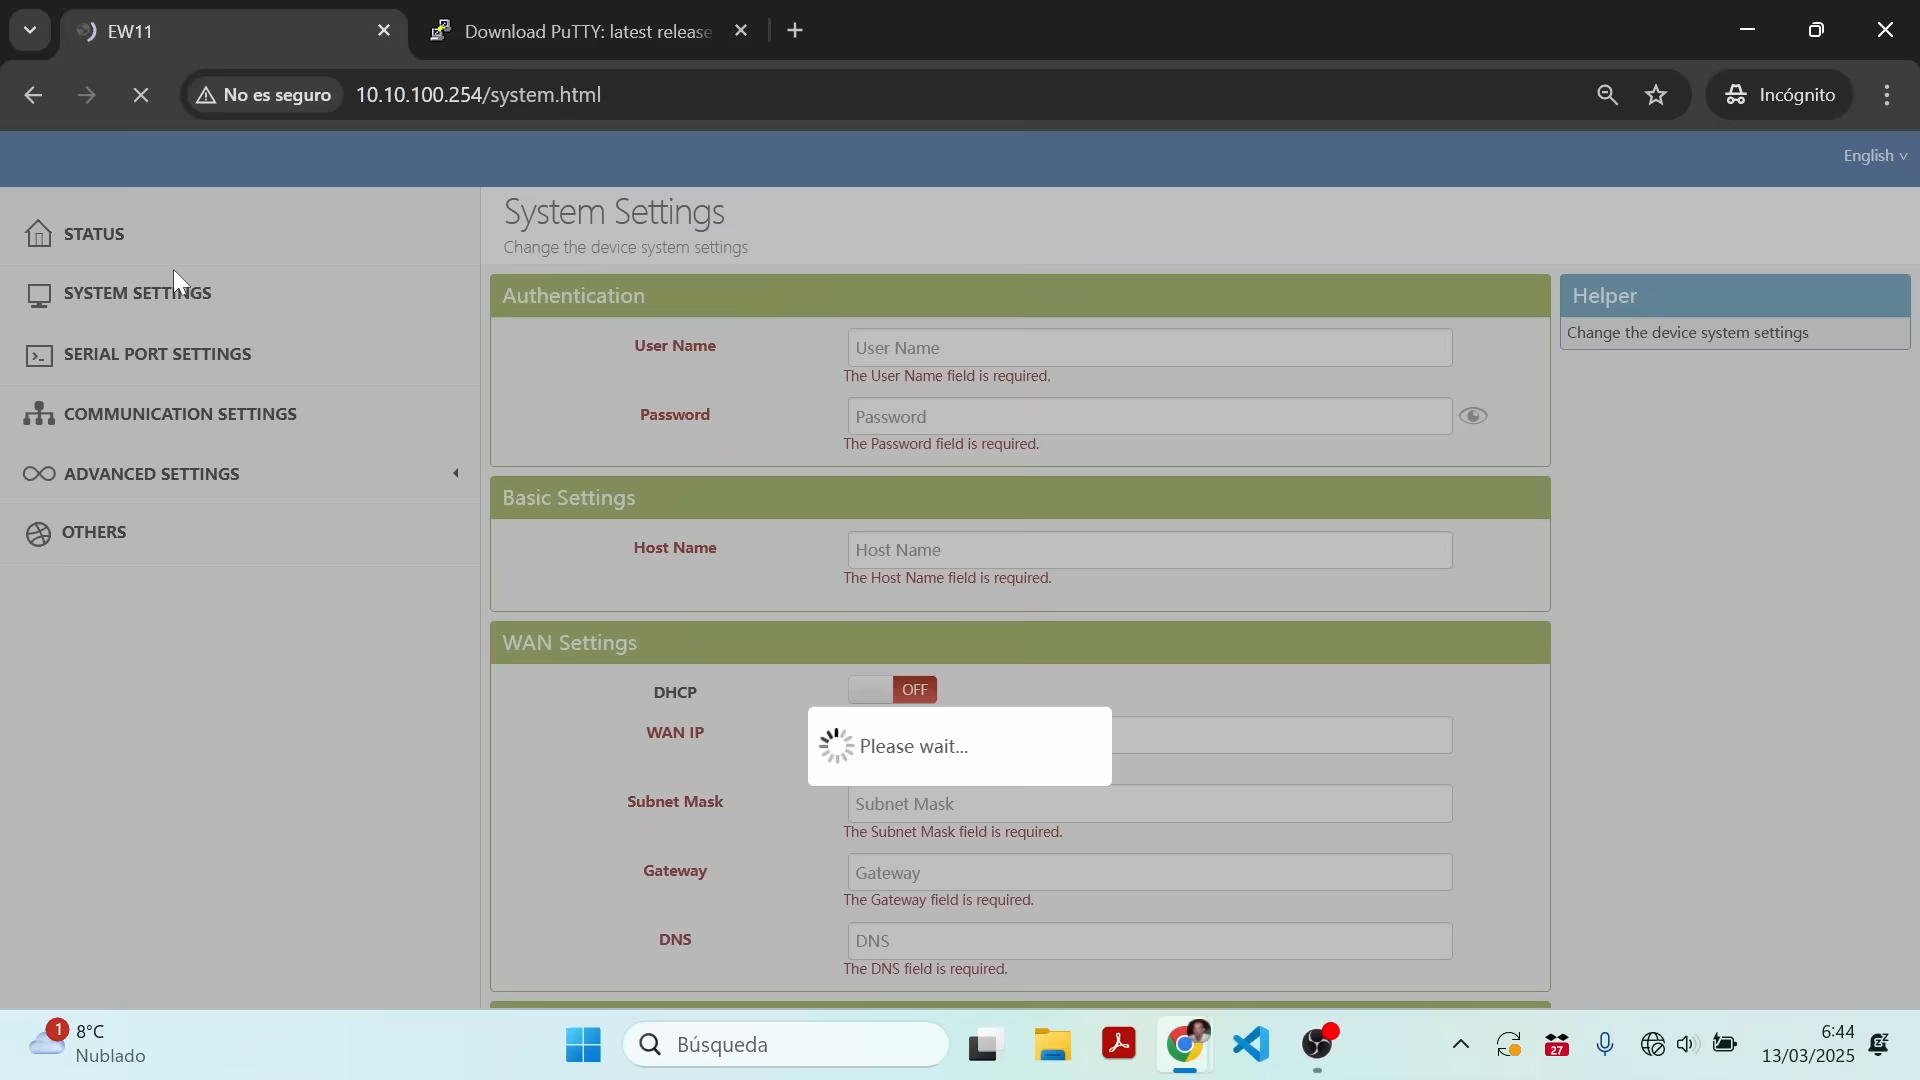 EW11
Download PuTTY: latest release
No es seguro
10.10.100.254/system.html
Incógnito
English
STATUS
SYSTEM SETTINGS
SERIAL PORT SETTINGS
COMMUNICATION SETTINGS
ADVANCED SETTINGS
OTHERS
System Settings
Change the device system settings
Authentication
User Name
User Name
The User Name field is required.
Password
Password
The Password field is required.
Basic Settings
Host Name
Host Name
The Host Name field is required.
WAN Settings
DHCP
OFF
WAN IP
Please wait...
Subnet Mask
Subnet Mask
The Subnet Mask field is required.
Gateway
Gateway
The Gateway field is required.
DNS
DNS
The DNS field is required.
Helper
Change the device system settings
1
8°C
Nublado
Búsqueda
27
6:44
13/03/2025